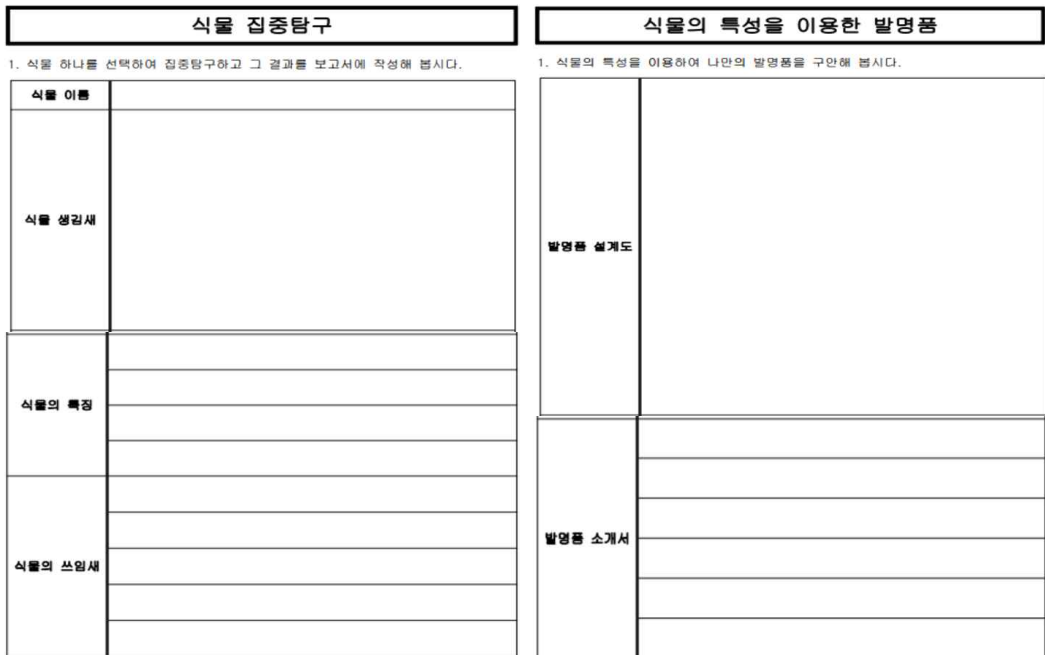 식물 집중탐구
1. 식물 하나를 선택하여 집중탐구하고 그 결과를 보고서에 작성해 봅시다.
식물 이름
식물 생김새
식물의 특징
식물의 쓰임새
식물의 특성을 이용한 발명품
1. 식물의 특성을 이용하여 나만의 발명품을 구안해 봅시다.
발명품 설계도
발명품 소개서